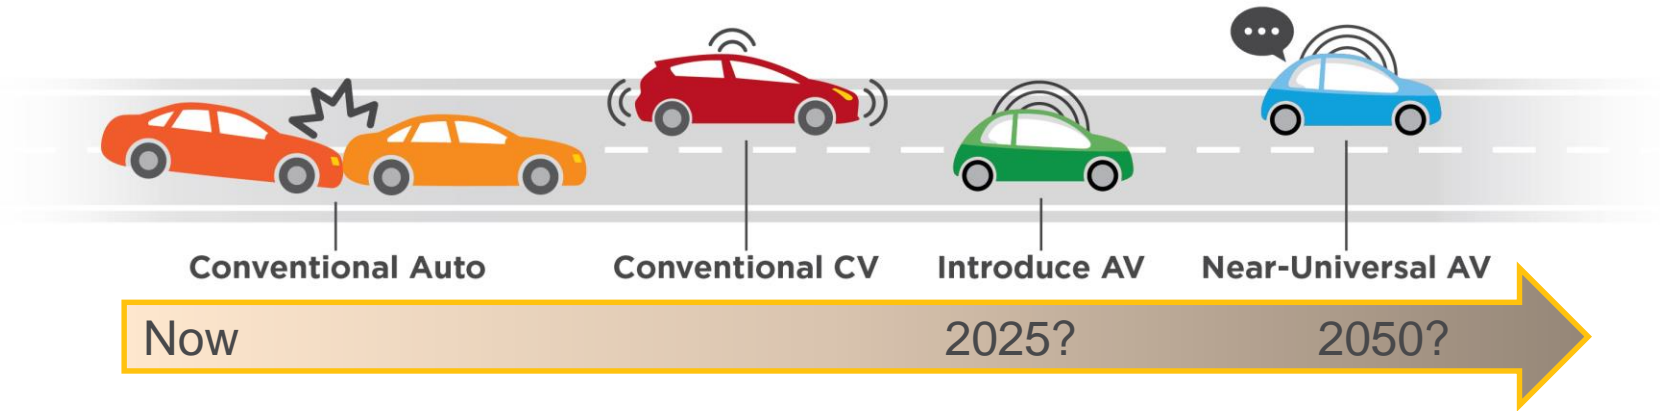 Conventional Auto
Conventional CV
Introduce AV
Near-Universal AV
Now
2025?
2050?